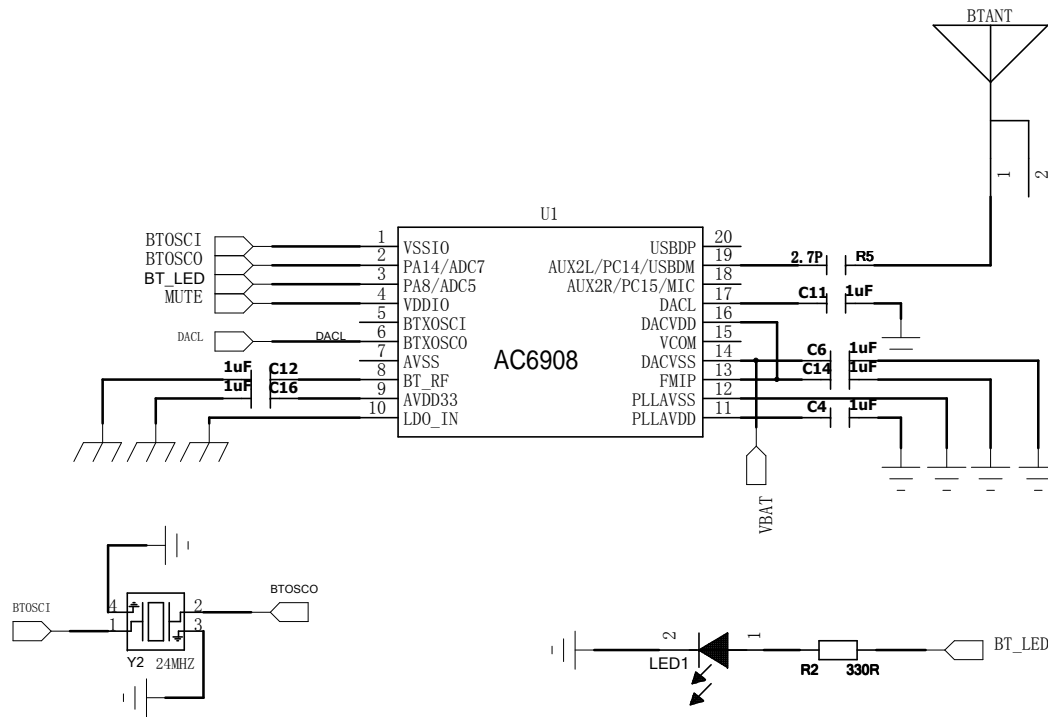 BTANT
1
2
U1
BTOSCI
1
VSSIO
USBDP
20
BTOSCO
2
PA14/ADC7
AUX2L/PC14/USBDM
19
2.7P
R5
BT_LED
3
PA8/ADC5
AUX2R/PC15/MIC
18
MUTE
4
VDDIO
DACL
17
C11
1uF
5
BTXOSCI
DACVDD
16
DACL
DACL
6
BTXOSCO
VCOM
15
AC6908
7
AVSS
DACVSS
14
C6
1uF
1uF
C12
8
BT_RF
FMIP
13
C14
1uF
1uF
C16
9
AVDD33
PLLAVSS
12
10
LDO_IN
PLLAVDD
11
C4
1uF
VBAT
BTOSCI
4
1
2
3
BTOSCO
Y2
24MHZ
2
1
LED1
R2
330R
BT_LED